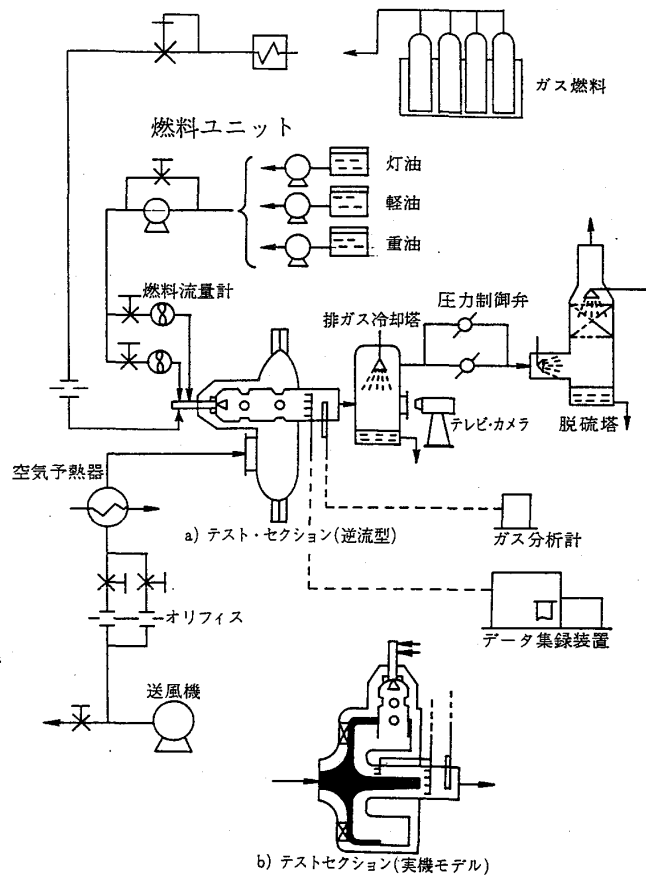 ガス燃料
燃料ユニット
灯油
軽油
重油
燃料流量計
圧力制御弁
排ガス冷却塔
テレビ・カメラ
脱硫塔
空気予熱器
a) テスト・セクション(逆流型)
ガス分析計
オリフィス
データ集録装置
送風機
b) テストセクション(実機モデル)